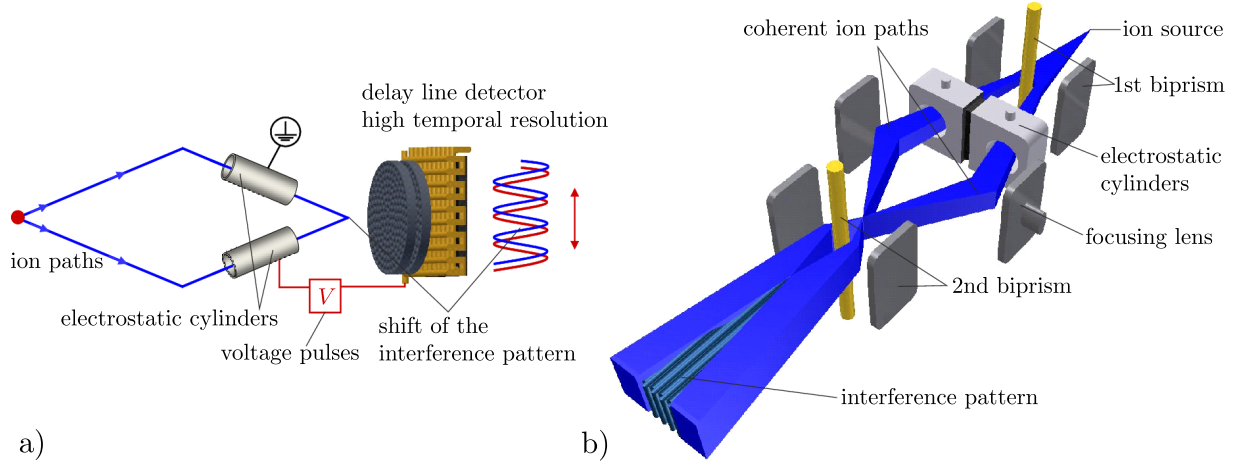 delay line detector
high temporal resolution
ion paths
V
electrostatic cylinders
voltage pulses
shift of the
interference pattern
a)
coherent ion paths
ion source
1st biprism
electrostatic
cylinders
focusing lens
2nd biprism
interference pattern
b)